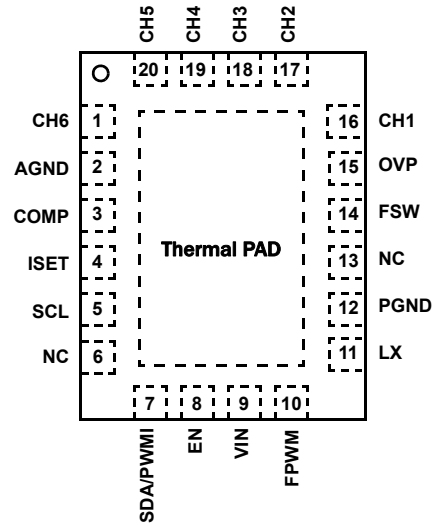 CH5 CH4 CH3 CH2
20 19 18 17
CH6 1 16 CH1
AGND 2 15 OVP
COMP 3 14 FSW
ISET 4 Thermal PAD 13 NC
SCL 5 12 PGND
NC 6 11 LX
7 8 9 10
SDA/PWMI EN VIN FPWM